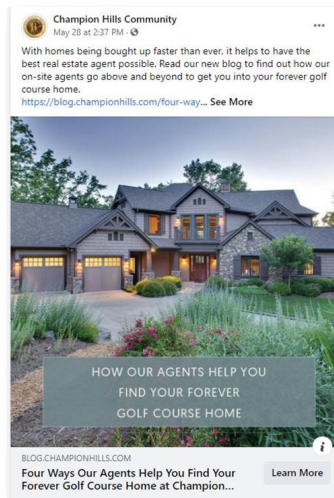 Champion Hills Community
May 28 at 2:37 PM ·
With homes being bought up faster than ever. it helps to have the
best real estate agent possible. Read our new blog to find out how our
on-site agents go above and beyond to get you into your forever golf
course home.
https://blog.championhills.com/four-way... See More
HOW OUR AGENTS HELP YOU
FIND YOUR FOREVER
GOLF COURSE HOME
BLOG.CHAMPIONHILLS.COM
Four Ways Our Agents Help You Find Your
Forever Golf Course Home at Champion...
Learn More